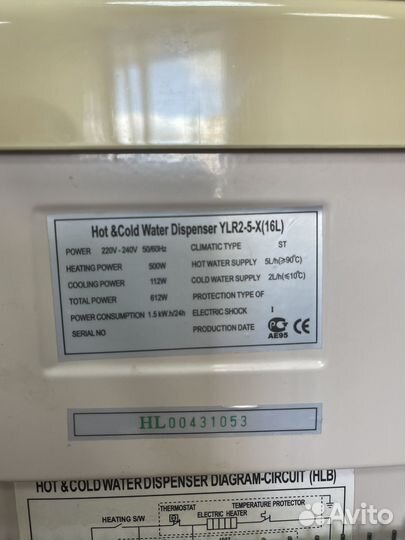 Hot &Cold Water Dispenser YLR2-5-X(16L)
POWER 220V-240V 50/60Hz CLIMATIC TYPE ST
HEATING POWER 500W HOT WATER SUPPLY 5L/h(≥90℃)
COOLING POWER 112W COLD WATER SUPPLY 2L/h(≤10℃)
TOTAL POWER 612W PROTECTION TYPE OF
POWER CONSUMPTION 1.5 kW.h/24h ELECTRIC SHOCK I
SERIAL NO PRODUCTION DATE
AE95 CE
HL00431053
HOT & COLD WATER DISPENSER DIAGRAM-CIRCUIT (HLB)
THERMOSTAT TEMPERATURE PROTECTOR
HEATING S/W ELECTRIC HEATER
Avito